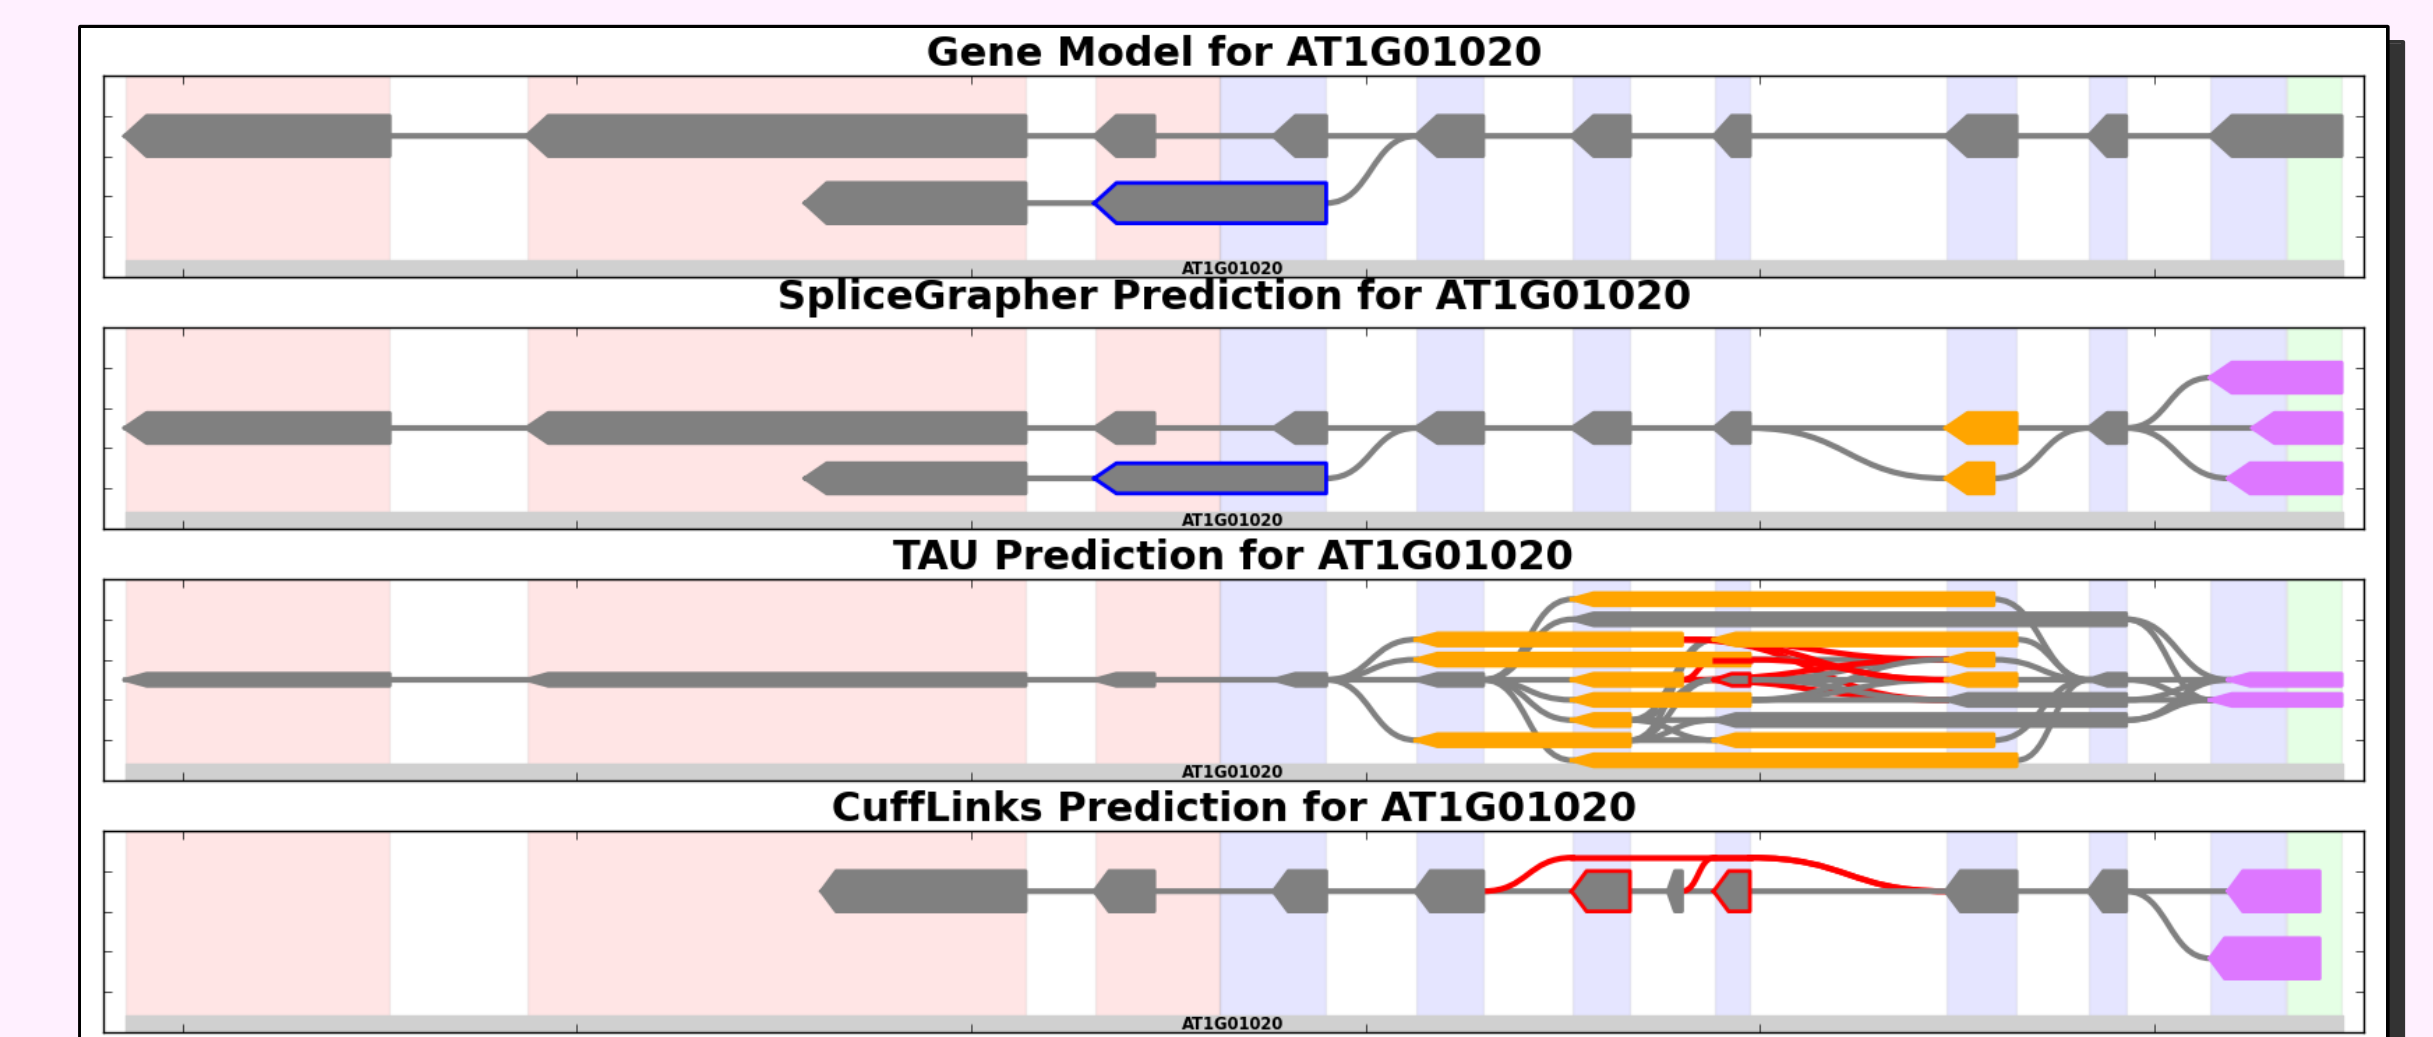 Gene Model for AT1G01020
AT1G01020
SpliceGrapher Prediction for AT1G01020
AT1G01020
TAU Prediction for AT1G01020
AT1G01020
CuffLinks Prediction for AT1G01020
AT1G01020